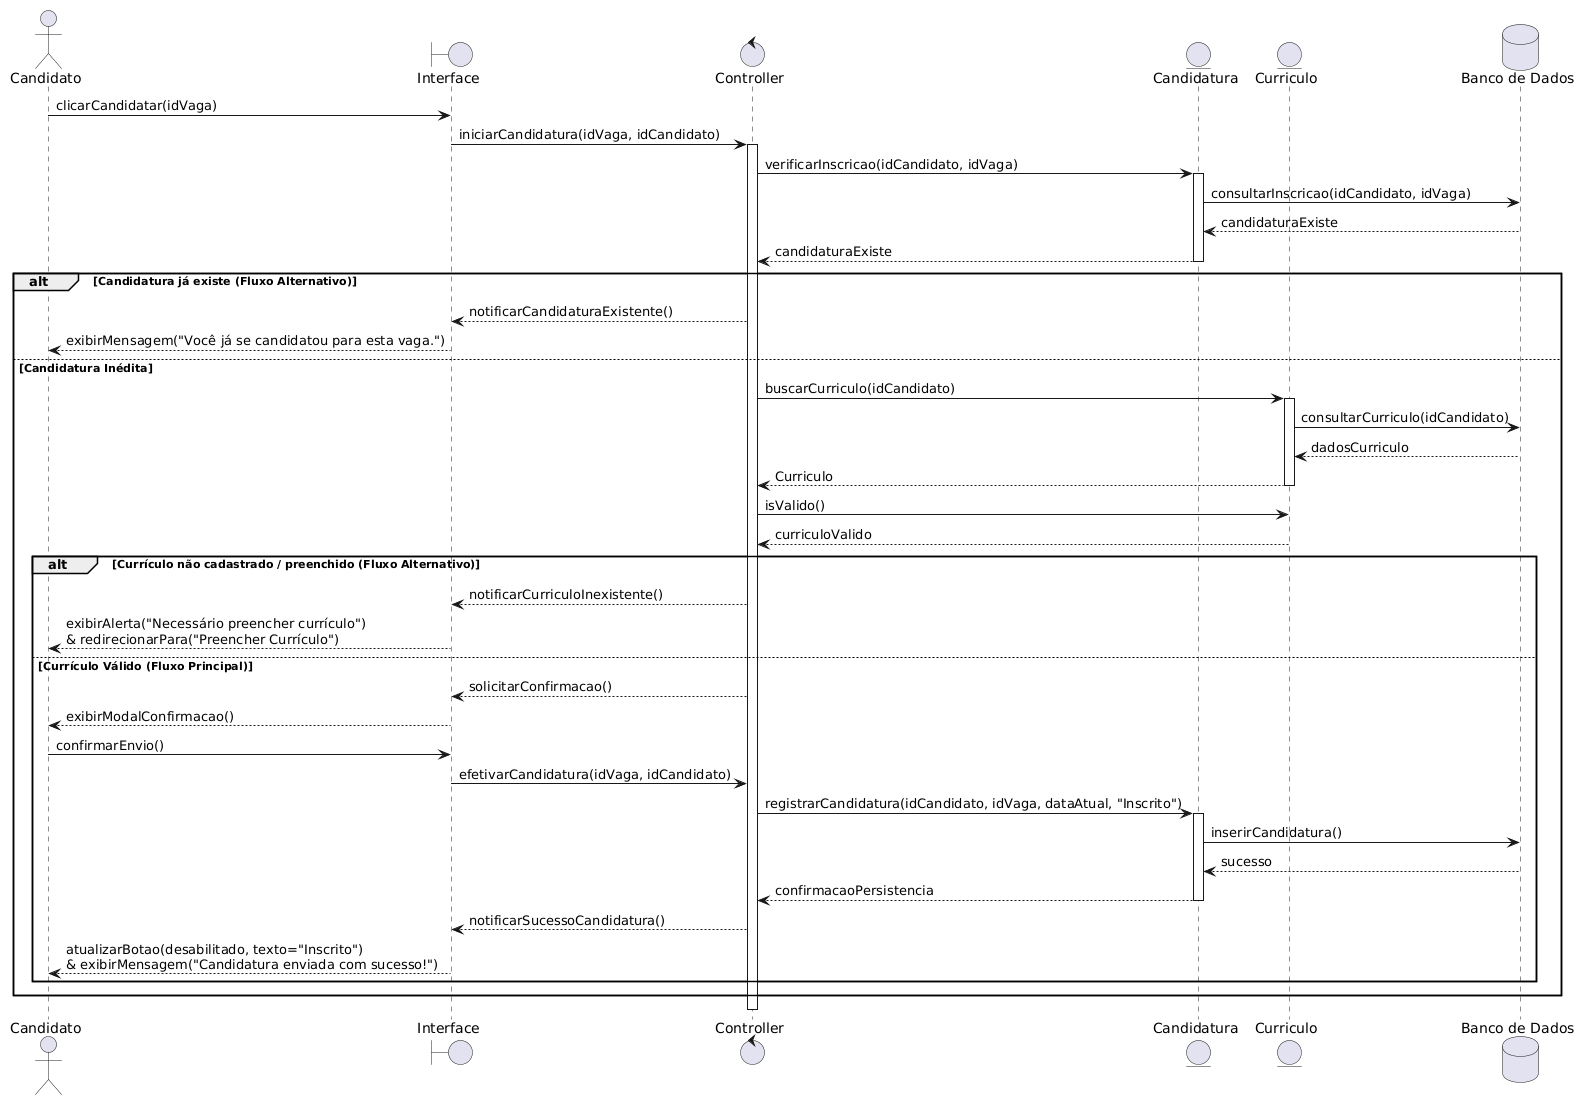 Candidato
Interface
Controller
Candidatura
Curriculo
Banco de Dados
clicarCandidatar(idVaga)
iniciarCandidatura(idVaga, idCandidato)
verificarInscricao(idCandidato, idVaga)
consultarInscricao(idCandidato, idVaga)
candidaturaExiste
candidaturaExiste
alt [Candidatura já existe (Fluxo Alternativo)]
notificarCandidaturaExistente()
exibirMensagem("Você já se candidatou para esta vaga.")
[Candidatura Inédita]
buscarCurriculo(idCandidato)
consultarCurriculo(idCandidato)
dadosCurriculo
Curriculo
isValido()
curriculoValido
alt [Currículo não cadastrado / preenchido (Fluxo Alternativo)]
notificarCurriculoInexistente()
exibirAlerta("Necessário preencher currículo")
& redirecionarPara("Preencher Currículo")
[Currículo Válido (Fluxo Principal)]
solicitarConfirmacao()
exibirModalConfirmacao()
confirmarEnvio()
efetivarCandidatura(idVaga, idCandidato)
registrarCandidatura(idCandidato, idVaga, dataAtual, "Inscrito")
inserirCandidatura()
sucesso
confirmacaoPersistencia
notificarSucessoCandidatura()
atualizarBotao(desabilitado, texto="Inscrito")
& exibirMensagem("Candidatura enviada com sucesso!")
Candidato
Interface
Controller
Candidatura
Curriculo
Banco de Dados